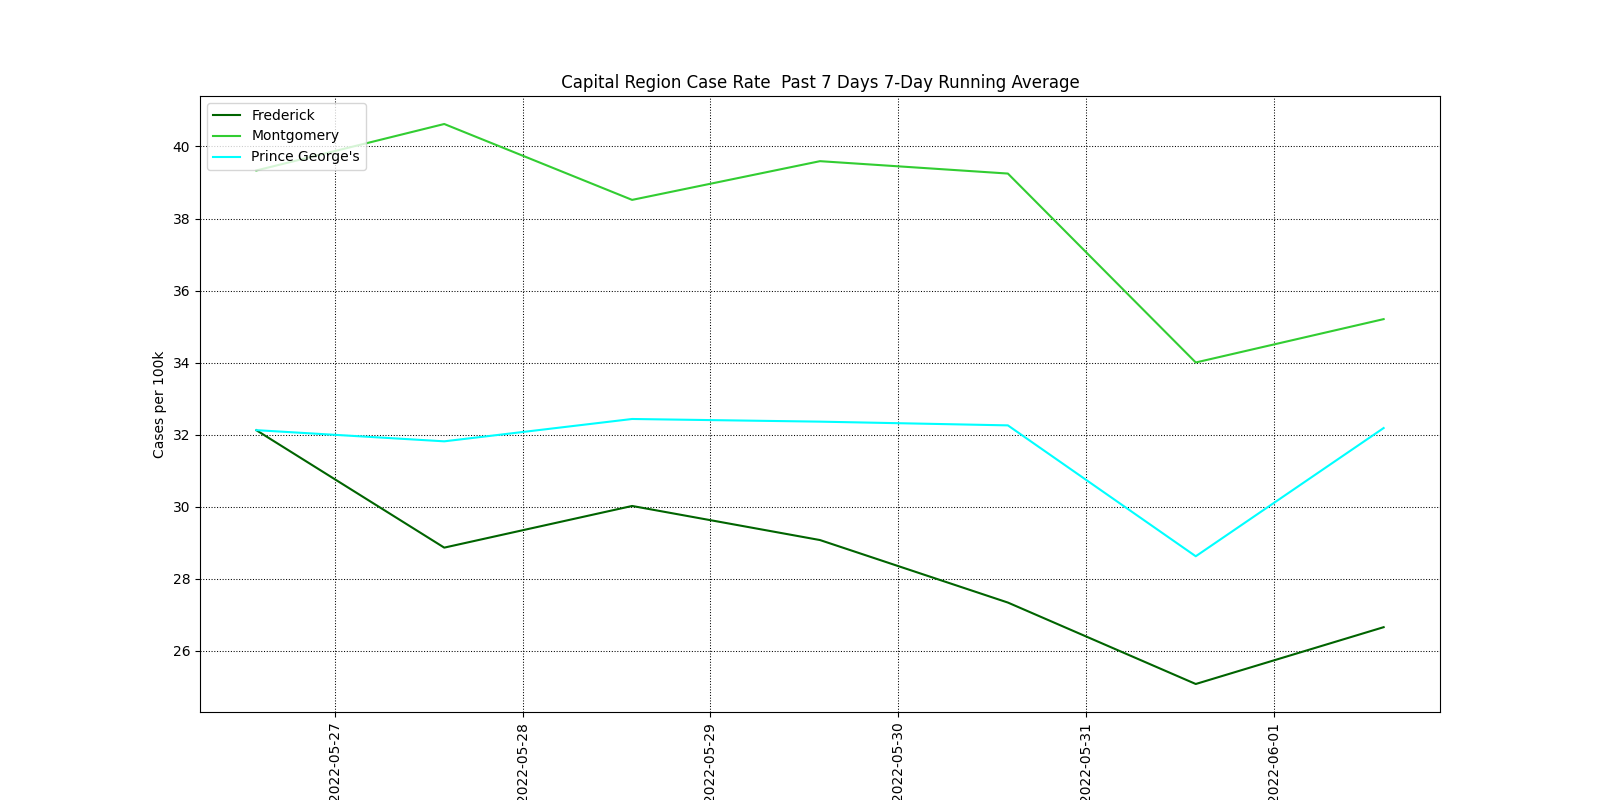 Capital Region Case Rate  Past 7 Days 7-Day Running Average
Frederick
Montgomery
Prince George's
Cases per 100k
40
38
36
34
32
30
28
26
2022-05-27
2022-05-28
2022-05-29
2022-05-30
2022-05-31
2022-06-01